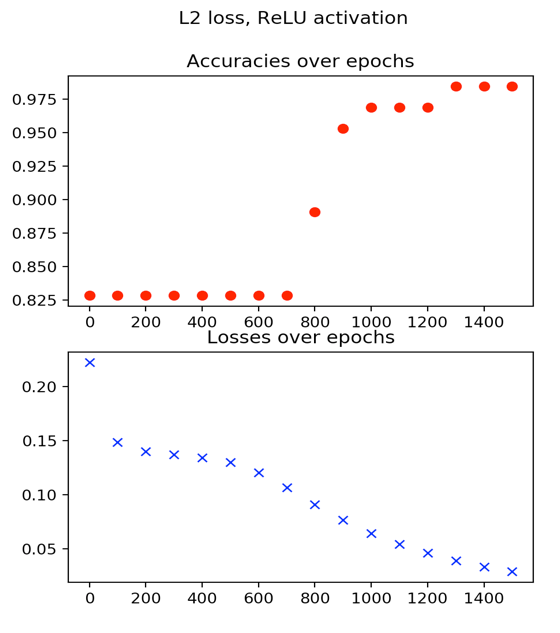 L2 loss, ReLU activation
Accuracies over epochs
0.975
0.950
0.925
0.900
0.875
0.850
0.825
0 200 400 600 800 1000 1200 1400
Losses over epochs
0.20
0.15
0.10
0.05
0 200 400 600 800 1000 1200 1400